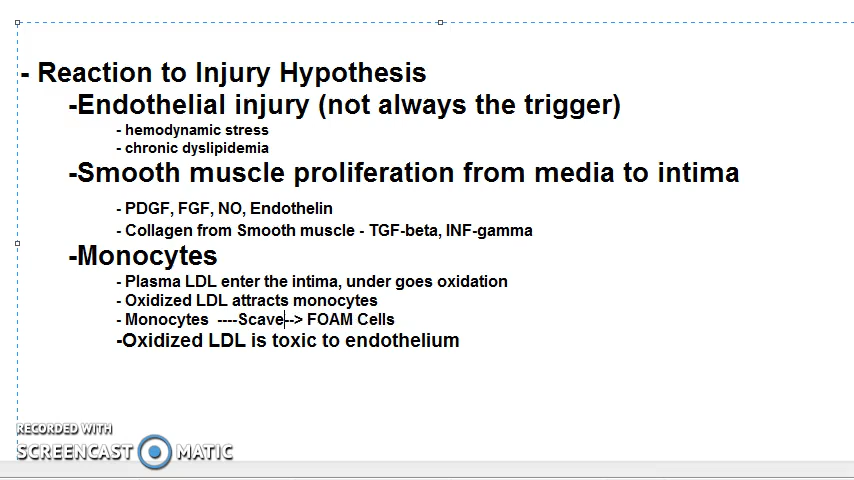 - Reaction to Injury Hypothesis
-Endothelial injury (not always the trigger)
- hemodynamic stress
- chronic dyslipidemia
-Smooth muscle proliferation from media to intima
- PDGF, FGF, NO, Endothelin
- Collagen from Smooth muscle - TGF-beta, INF-gamma
-Monocytes
- Plasma LDL enter the intima, under goes oxidation
- Oxidized LDL attracts monocytes
- Monocytes ----Scave--> FOAM Cells
-Oxidized LDL is toxic to endothelium
RECORDED WITH
SCREENCAST MATIC